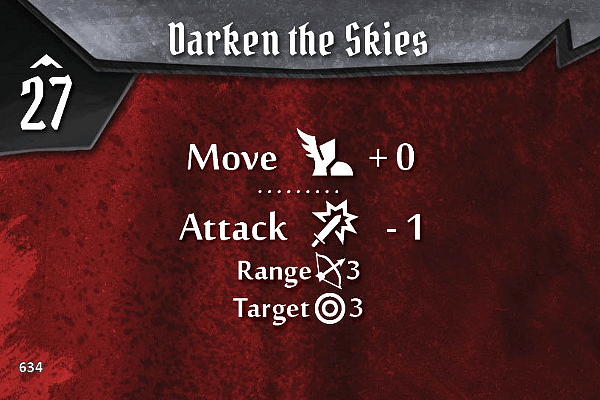 Darken the Skies
27
Move + 0
Attack - 1
Range 3
Target 3
634